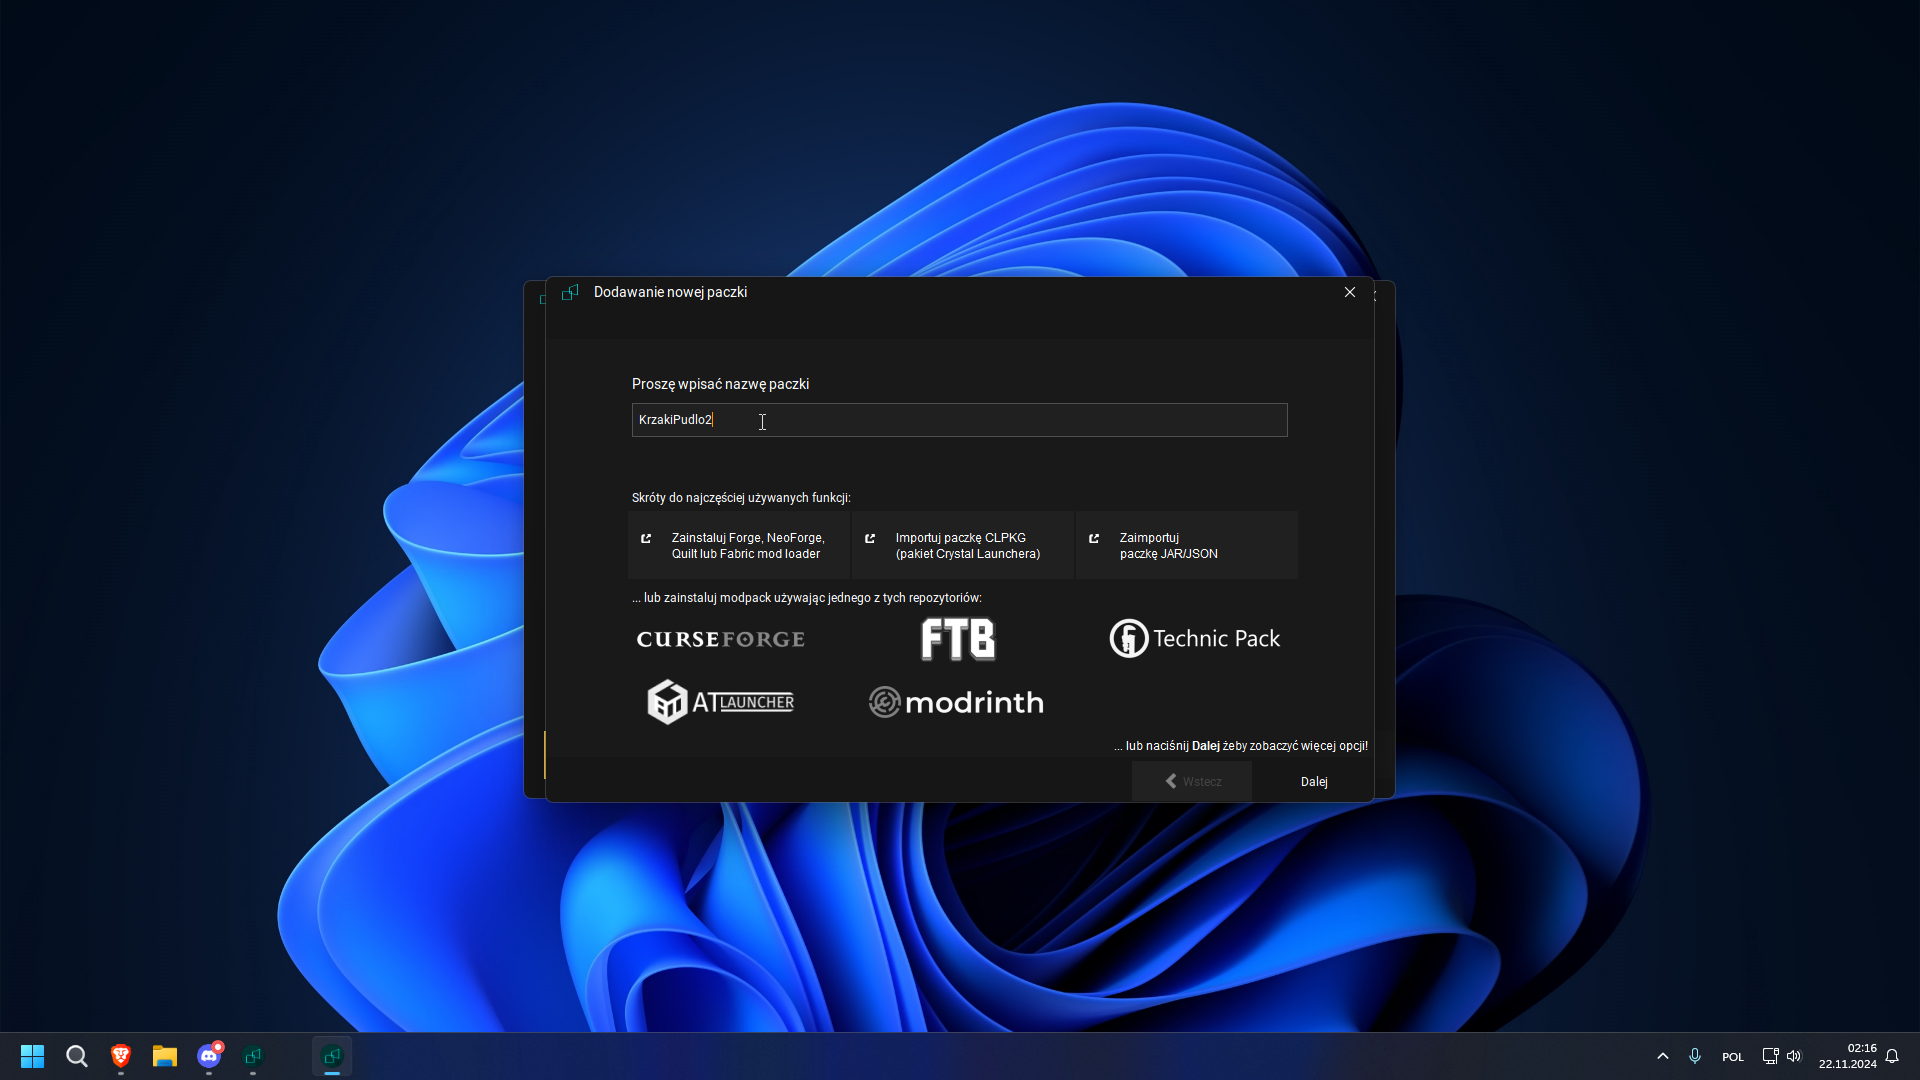 Dodawanie nowej paczki
Proszę wpisać nazwę paczki
KrzakiPudlo2
Skróty do najczęściej używanych funkcji:
Zainstaluj Forge, NeoForge,
Quilt lub Fabric mod loader
Importuj paczkę CLPKG
(pakiet Crystal Launchera)
Zaimportuj
paczkę JAR/JSON
... lub zainstaluj modpack używając jednego z tych repozytoriów:
CURSEFORGE
FTB
Technic Pack
ATLAUNCHER
modrinth
... lub naciśnij Dalej żeby zobaczyć więcej opcji!
Wstecz
Dalej
POL
02:16
22.11.2024